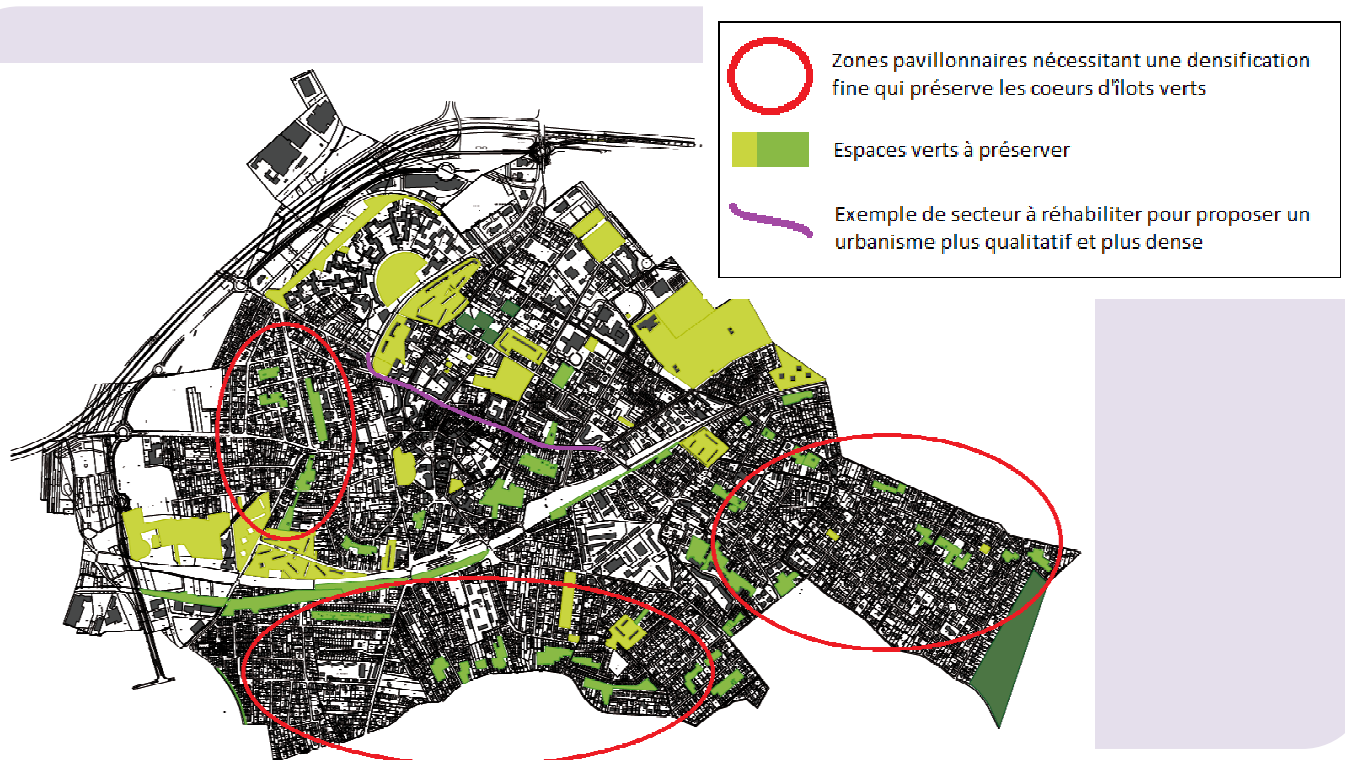 Zones pavillonnaires nécessitant une densification
fine qui préserve les coeurs d'îlots verts
Espaces verts à préserver
Exemple de secteur à réhabiliter pour proposer un
urbanisme plus qualitatif et plus dense